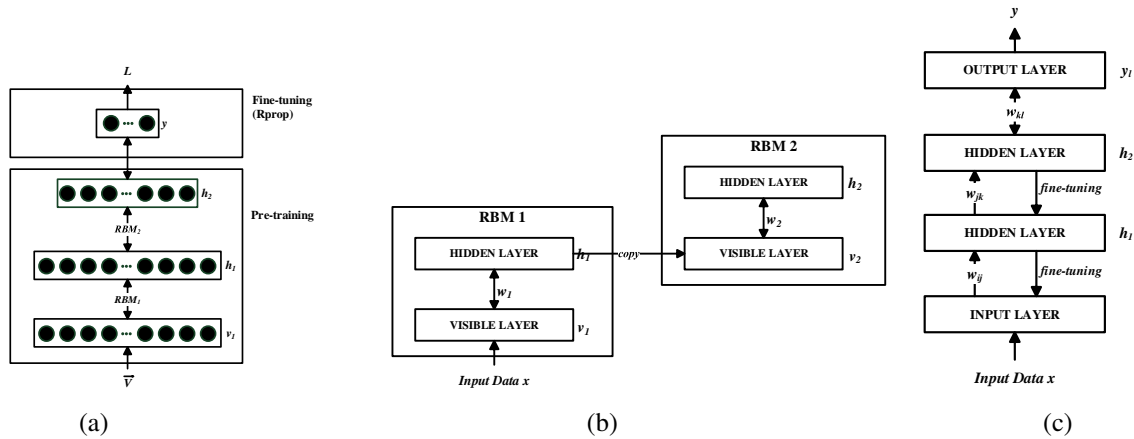 L
Fine-tuning
(Rprop)
··· y
··· h2
Pre-training
RBM2
··· h1
RBM1
··· v1
V
(a)
RBM 2
HIDDEN LAYER h2
w2
VISIBLE LAYER v2
RBM 1
HIDDEN LAYER h1 copy
w1
VISIBLE LAYER v1
Input Data x
(b)
y
OUTPUT LAYER yl
wkl
HIDDEN LAYER h2
wjk fine-tuning
HIDDEN LAYER h1
wij fine-tuning
INPUT LAYER
Input Data x
(c)